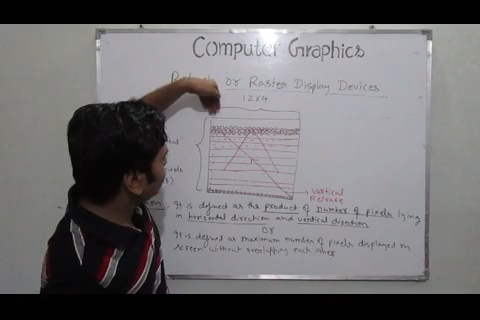 Computer Graphics
or Raster Display Devices
1264
Vertical
Retrace
It is defined as the product of number of pixels lying
in horizontal direction and vertical direction
or
It is defined as maximum number of pixels displayed on
screen without overlapping each other